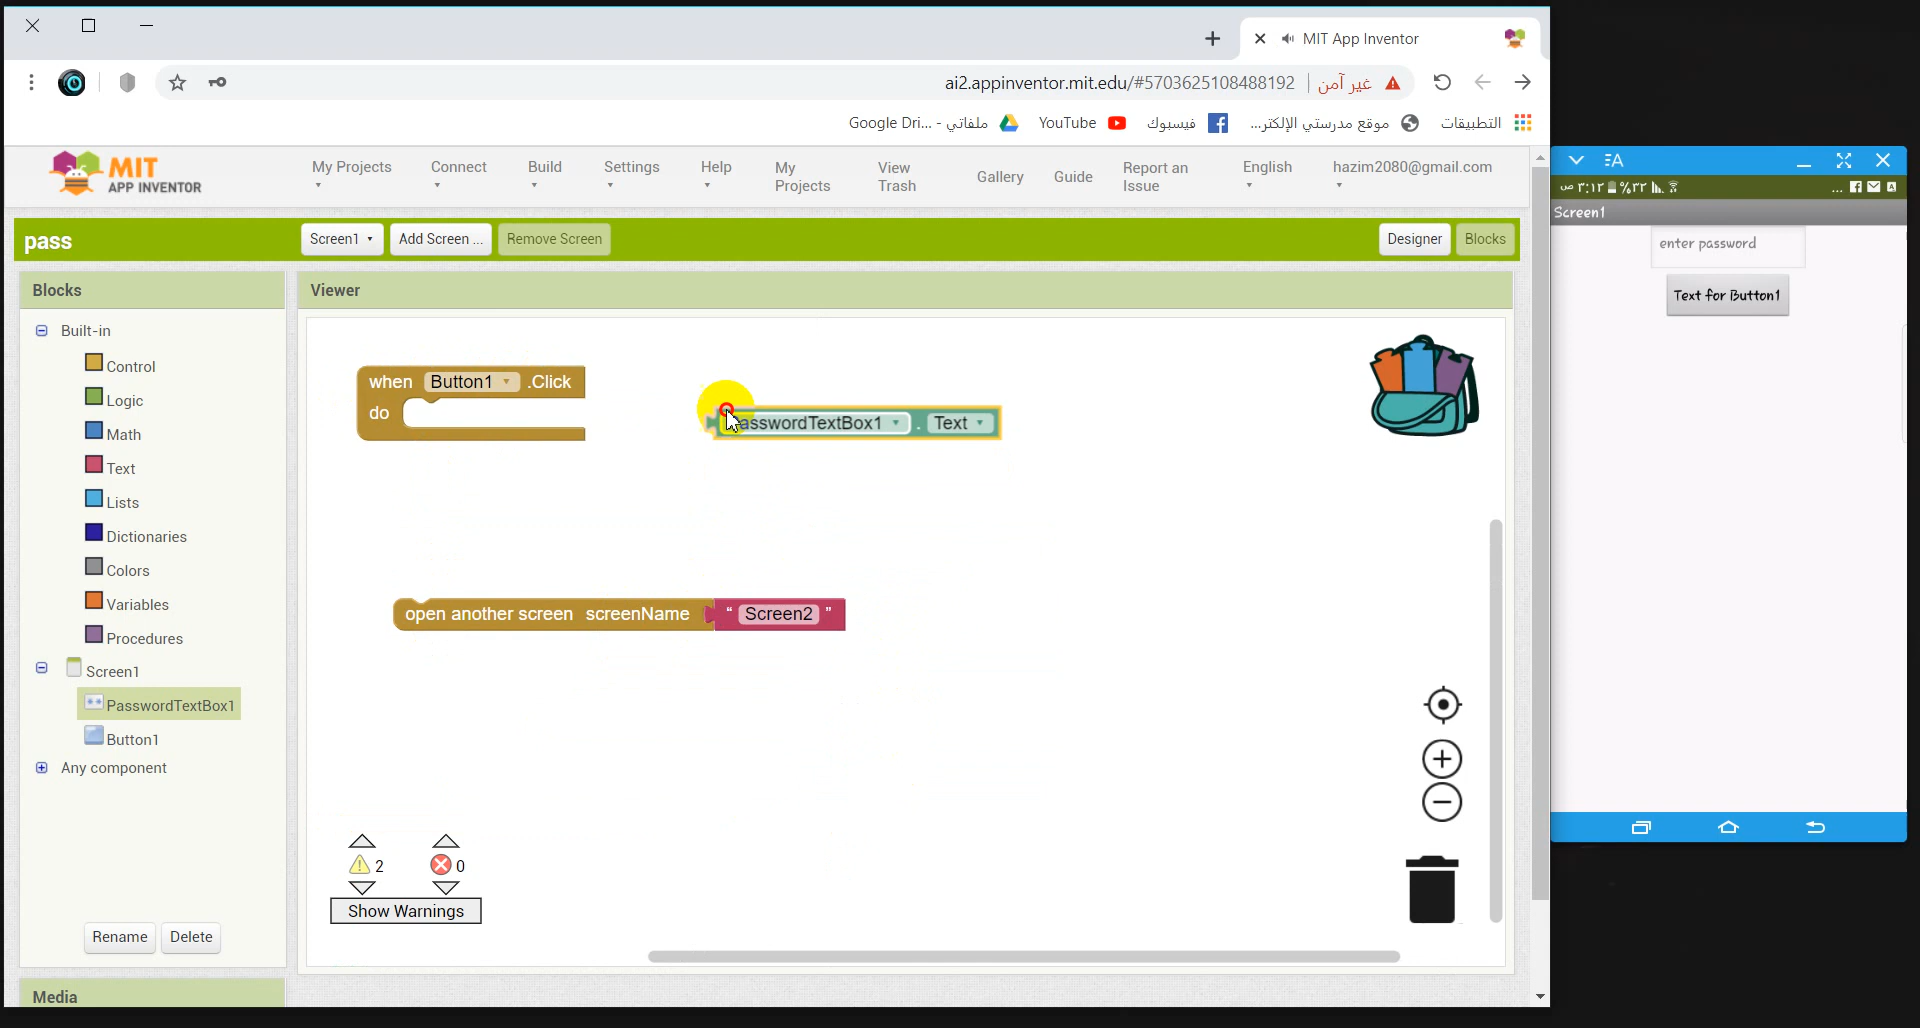 MIT App Inventor
ai2.appinventor.mit.edu/#5703625108488192
غير آمن
التطبيقات
موقع مدرستي الإلكتر...
فيسبوك
YouTube
ملفاتي - Google Dri...
MIT
APP INVENTOR
My Projects
Connect
Build
Settings
Help
My Projects
View Trash
Gallery
Guide
Report an Issue
English
hazim2080@gmail.com
pass
Screen1
Add Screen ...
Remove Screen
Designer
Blocks
Blocks
Viewer
Built-in
Control
Logic
Math
Text
Lists
Dictionaries
Colors
Variables
Procedures
Screen1
PasswordTextBox1
Button1
Any component
Rename
Delete
Media
when Button1 .Click
do
asswordTextBox1 . Text
open another screen screenName " Screen2 "
2
0
Show Warnings
ΞA
٣:١٢ ص
%٣٢
...
Screen1
enter password
Text for Button1